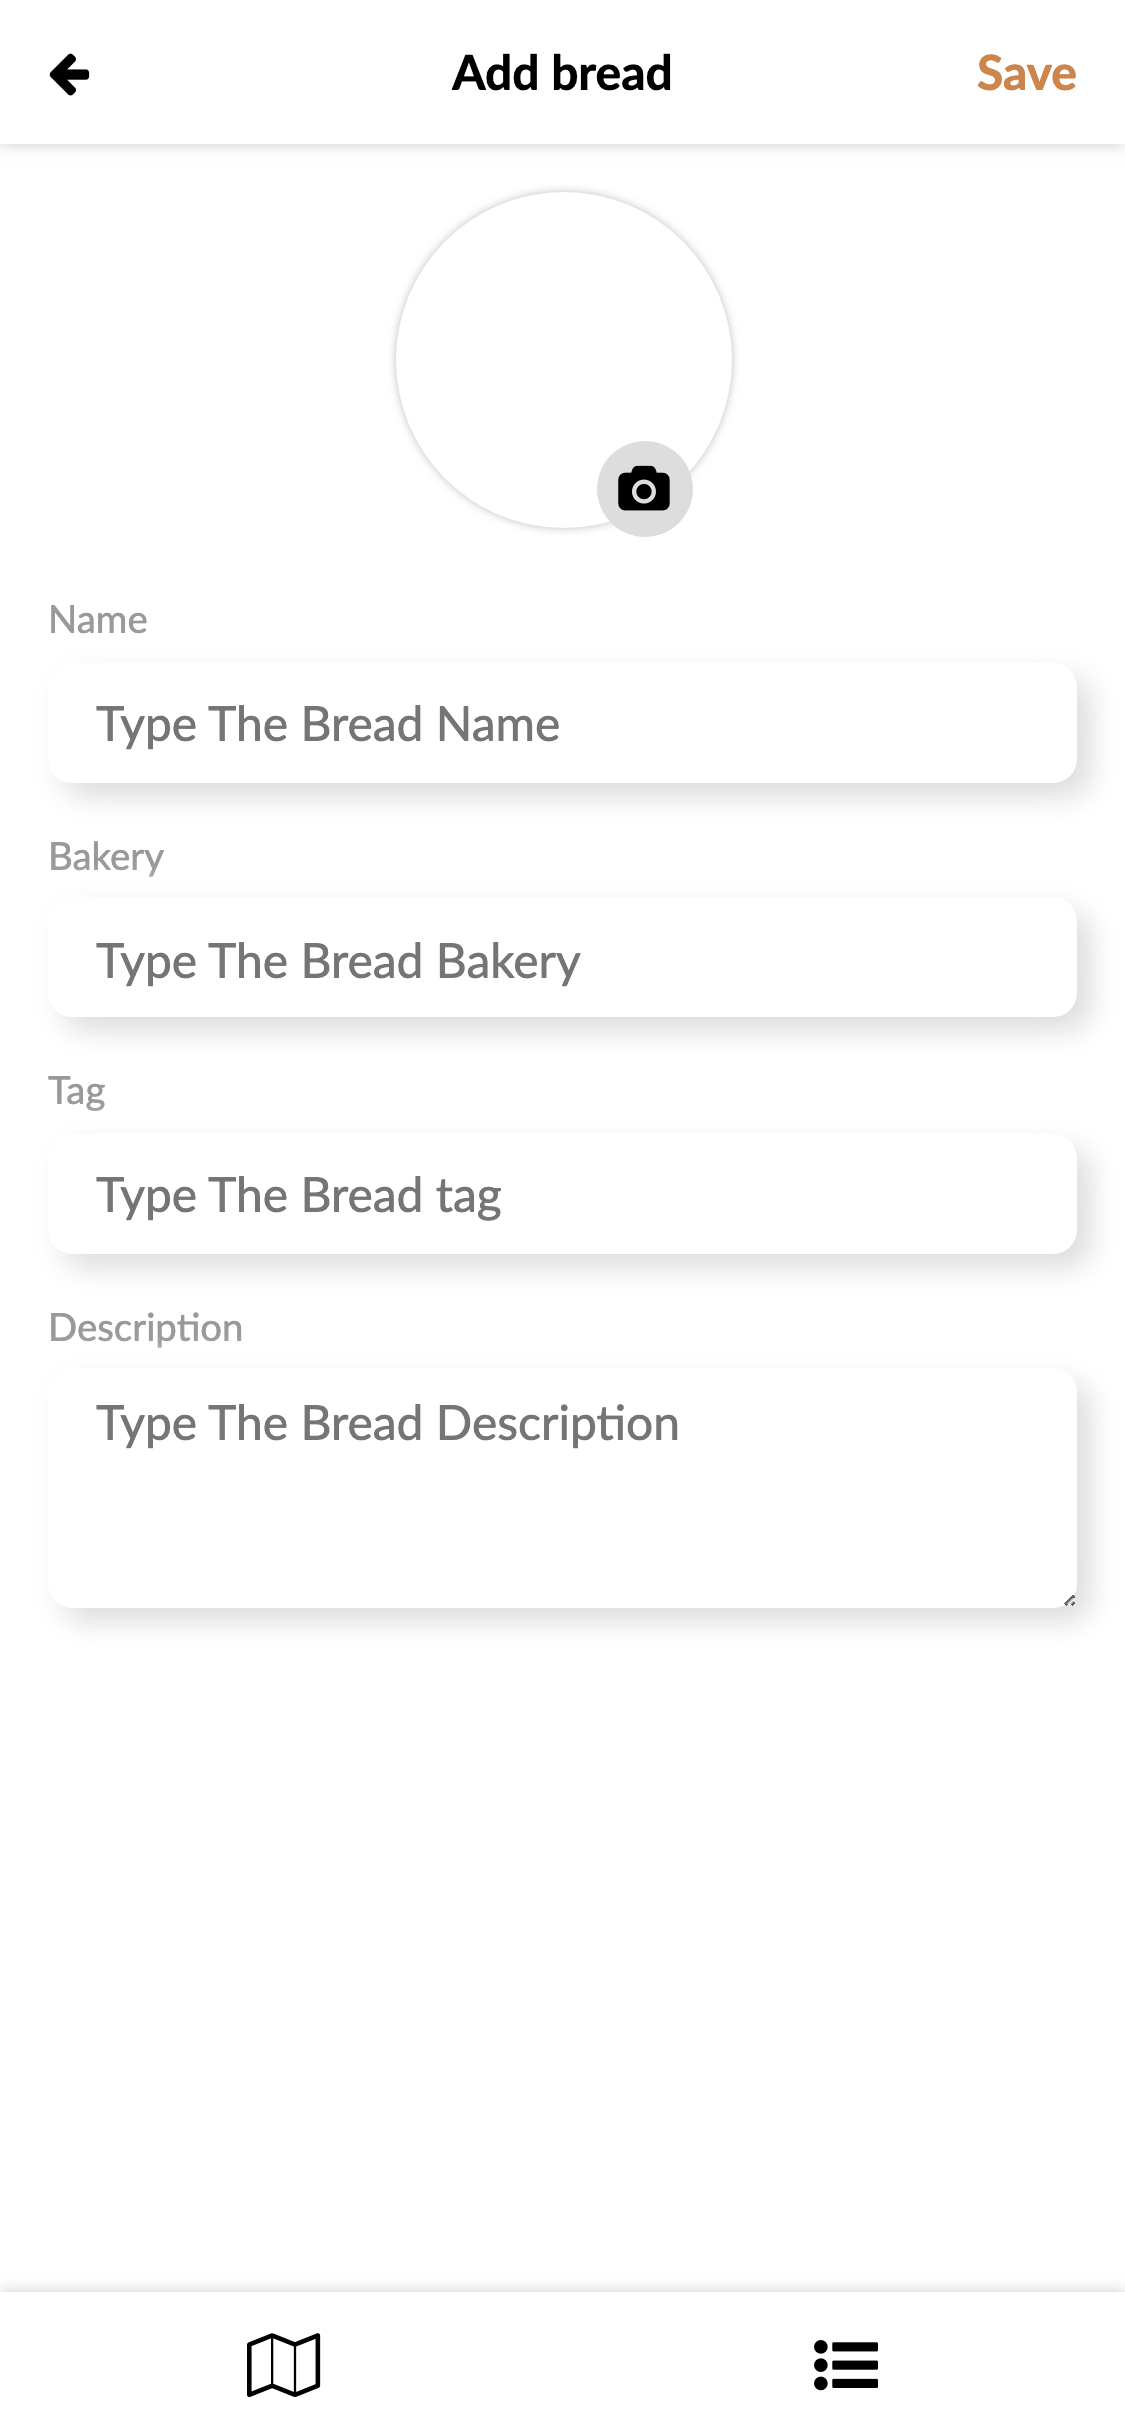 Add bread
Save
Name
Type The Bread Name
Bakery
Type The Bread Bakery
Tag
Type The Bread tag
Description
Type The Bread Description